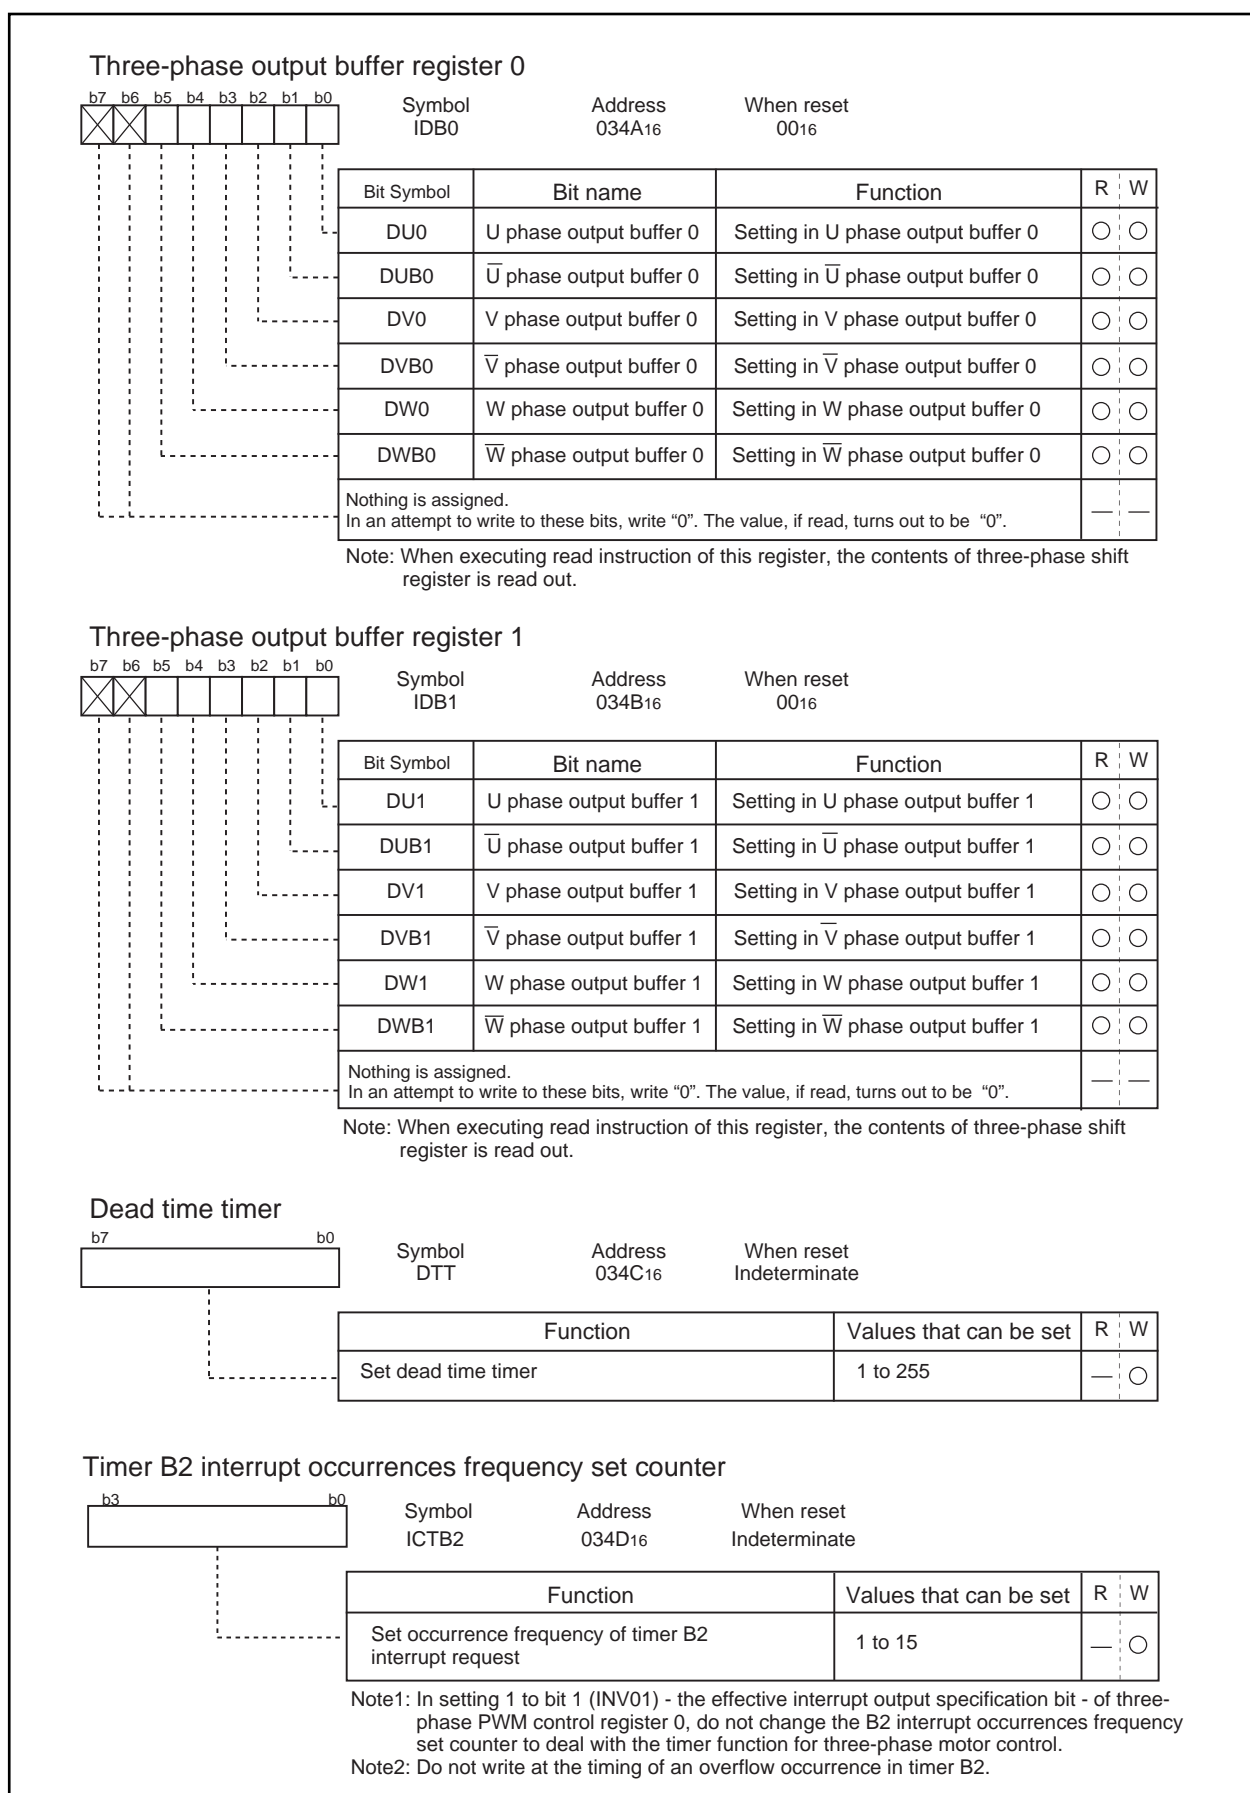 Three-phase output buffer register 0
b7 b6 b5 b4 b3 b2 b1 b0
Symbol Address When reset
IDB0 034A16 0016
Bit Symbol Bit name Function R W
DU0 U phase output buffer 0 Setting in U phase output buffer 0
DUB0 U̅ phase output buffer 0 Setting in U̅ phase output buffer 0
DV0 V phase output buffer 0 Setting in V phase output buffer 0
DVB0 V̅ phase output buffer 0 Setting in V̅ phase output buffer 0
DW0 W phase output buffer 0 Setting in W phase output buffer 0
DWB0 W̅ phase output buffer 0 Setting in W̅ phase output buffer 0
Nothing is assigned.
In an attempt to write to these bits, write “0”. The value, if read, turns out to be “0”. — —
Note: When executing read instruction of this register, the contents of three-phase shift
register is read out.
Three-phase output buffer register 1
b7 b6 b5 b4 b3 b2 b1 b0
Symbol Address When reset
IDB1 034B16 0016
Bit Symbol Bit name Function R W
DU1 U phase output buffer 1 Setting in U phase output buffer 1
DUB1 U̅ phase output buffer 1 Setting in U̅ phase output buffer 1
DV1 V phase output buffer 1 Setting in V phase output buffer 1
DVB1 V̅ phase output buffer 1 Setting in V̅ phase output buffer 1
DW1 W phase output buffer 1 Setting in W phase output buffer 1
DWB1 W̅ phase output buffer 1 Setting in W̅ phase output buffer 1
Nothing is assigned.
In an attempt to write to these bits, write “0”. The value, if read, turns out to be “0”. — —
Note: When executing read instruction of this register, the contents of three-phase shift
register is read out.
Dead time timer
b7 b0
Symbol Address When reset
DTT 034C16 Indeterminate
Function Values that can be set R W
Set dead time timer 1 to 255 —
Timer B2 interrupt occurrences frequency set counter
b3 b0
Symbol Address When reset
ICTB2 034D16 Indeterminate
Function Values that can be set R W
Set occurrence frequency of timer B2
interrupt request 1 to 15 —
Note1: In setting 1 to bit 1 (INV01) - the effective interrupt output specification bit - of three-
phase PWM control register 0, do not change the B2 interrupt occurrences frequency
set counter to deal with the timer function for three-phase motor control.
Note2: Do not write at the timing of an overflow occurrence in timer B2.